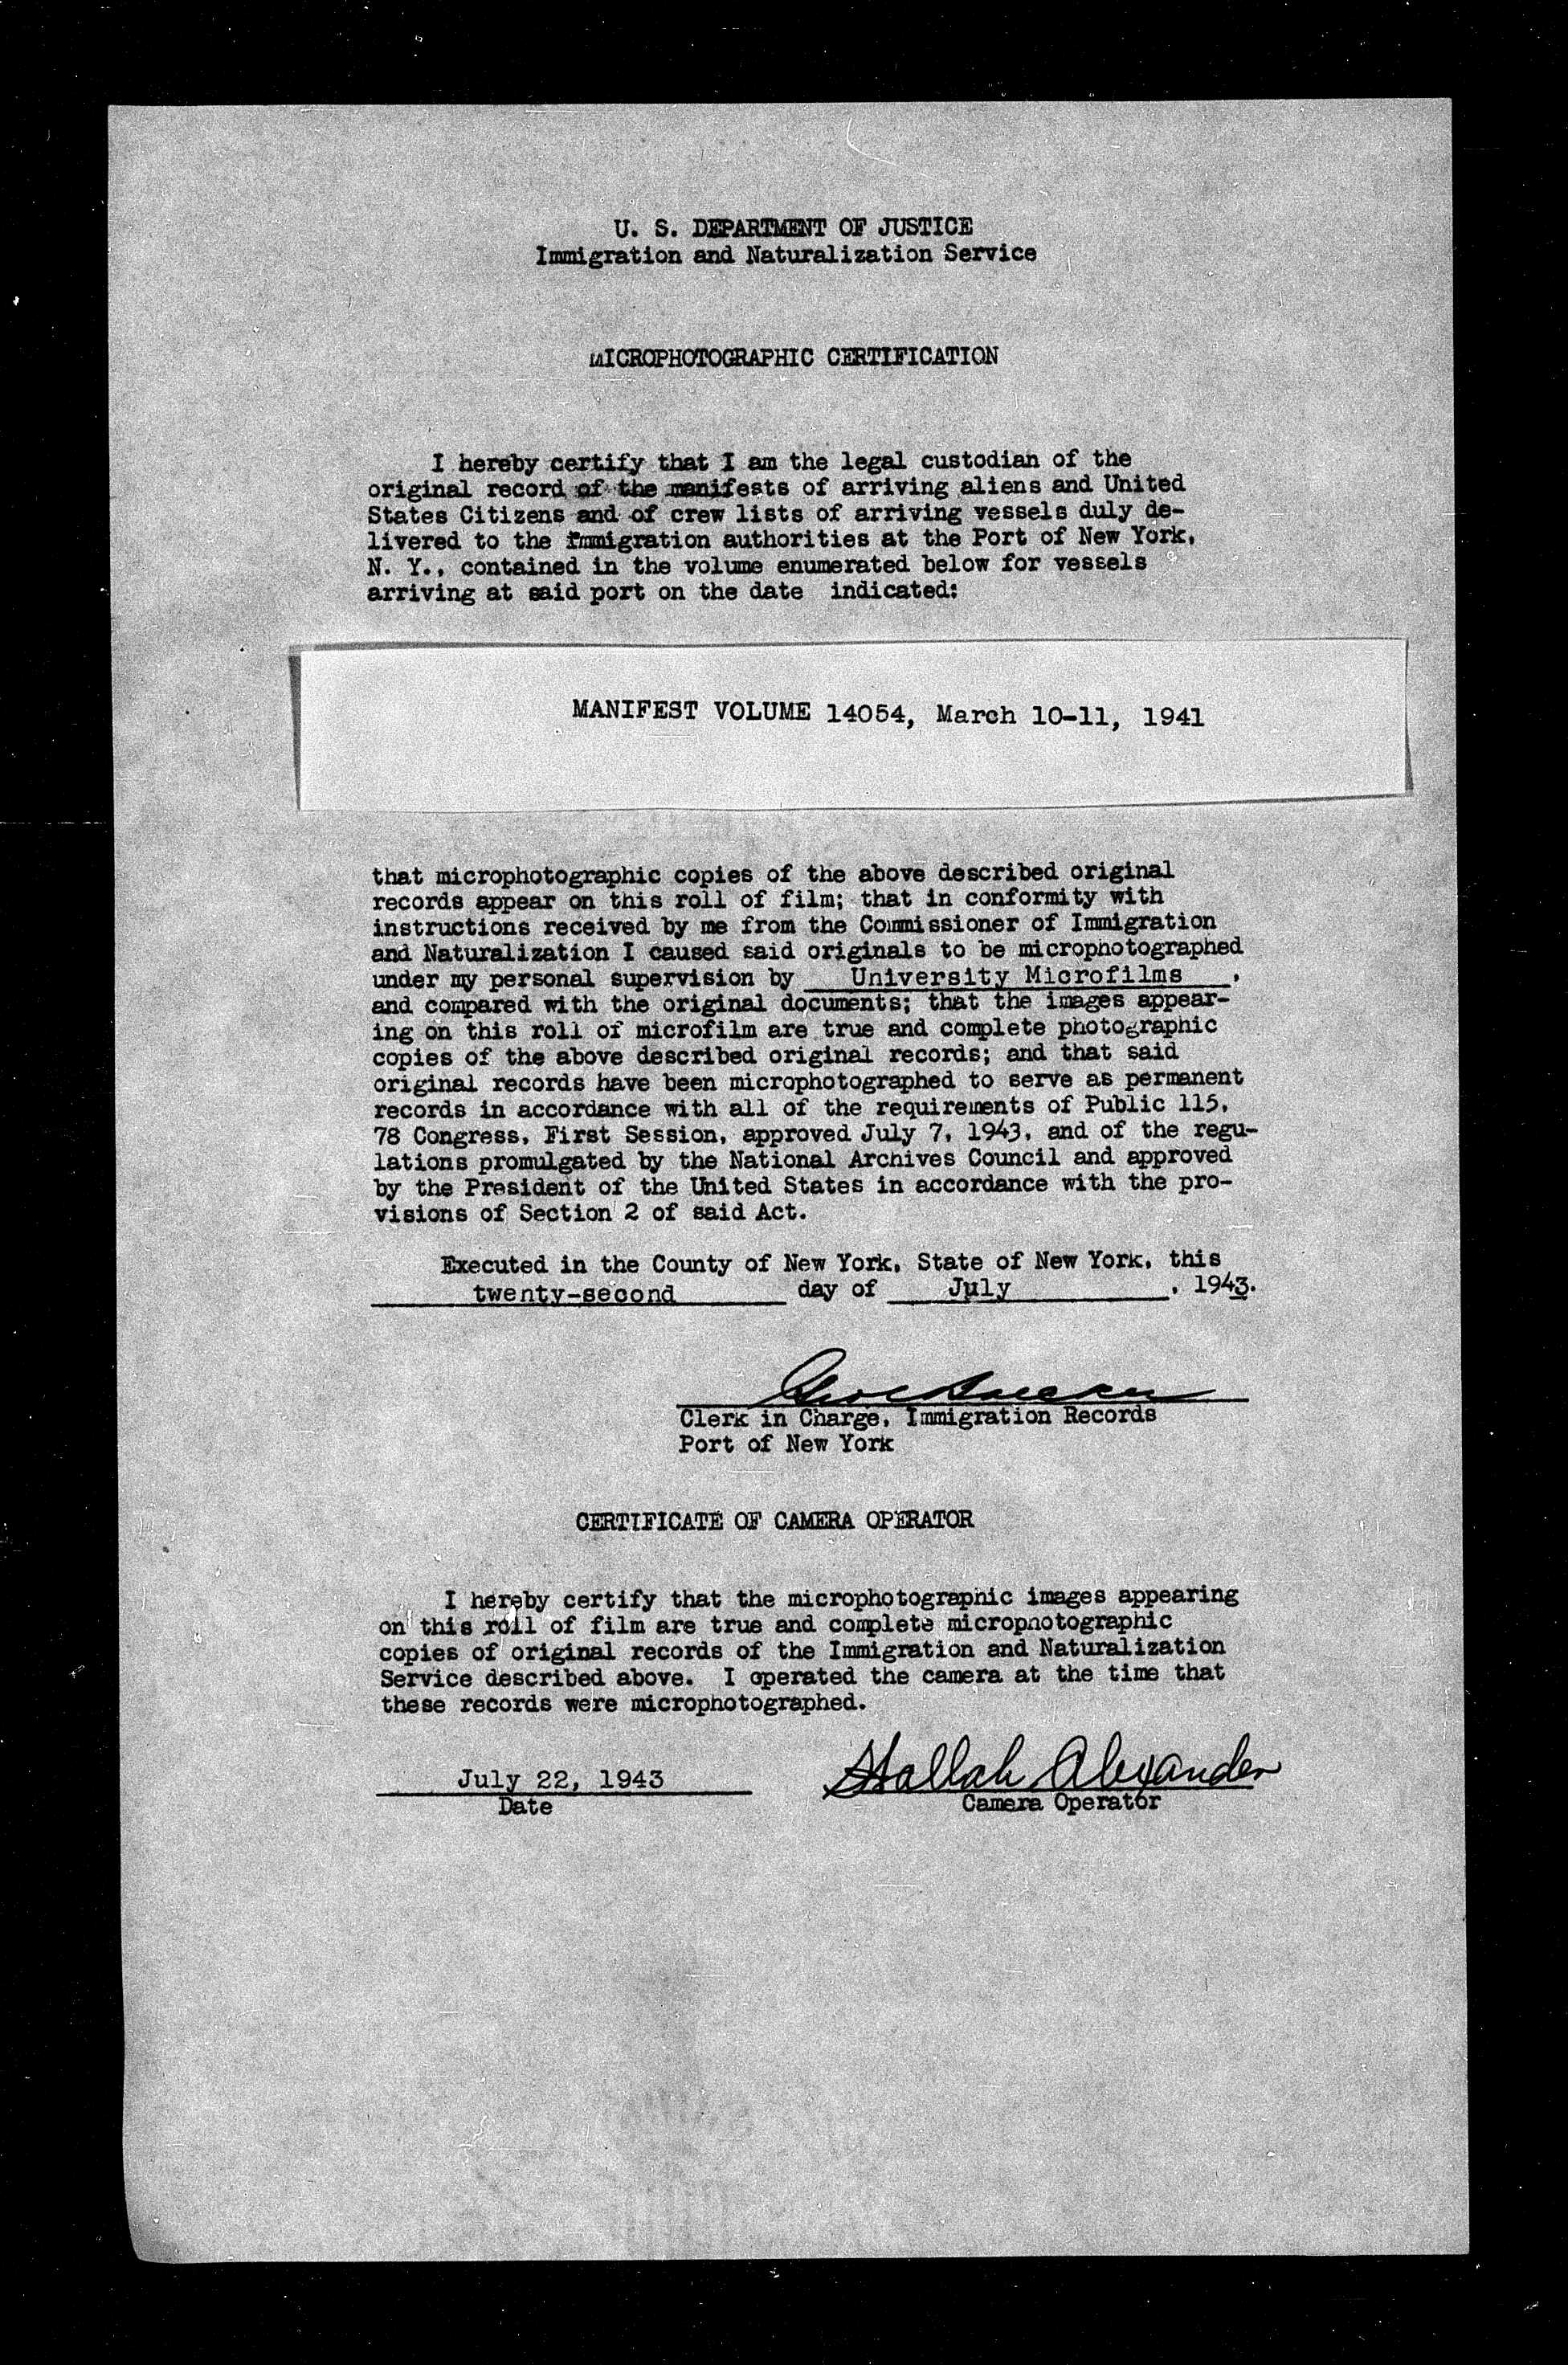 U. S. DEPARTMENT OF JUSTICE
Immigration and Naturalization Service
MICROPHOTOGRAPHIC CERTIFICATION
I hereby certify that I am the legal custodian of the
original record of the manifests of arriving aliens and United
States Citizens and of crew lists of arriving vessels duly de-
livered to the Immigration authorities at the Port of New York,
N. Y., contained in the volume enumerated below for vessels
arriving at said port on the date indicated:
MANIFEST VOLUME 14054, March 10-11, 1941
that microphotographic copies of the above described original
records appear on this roll of film; that in conformity with
instructions received by me from the Commissioner of Immigration
and Naturalization I caused said originals to be microphotographed
under my personal supervision by University Microfilms ,
and compared with the original documents; that the images appear-
ing on this roll of microfilm are true and complete photographic
copies of the above described original records; and that said
original records have been microphotographed to serve as permanent
records in accordance with all of the requirements of Public 115,
78 Congress, First Session, approved July 7, 1943, and of the regu-
lations promulgated by the National Archives Council and approved
by the President of the United States in accordance with the pro-
visions of Section 2 of said Act.
Executed in the County of New York, State of New York, this
twenty-second day of July , 1943.
Clerk in Charge, Immigration Records
Port of New York
CERTIFICATE OF CAMERA OPERATOR
I hereby certify that the microphotographic images appearing
on this roll of film are true and complete microphotographic
copies of original records of the Immigration and Naturalization
Service described above. I operated the camera at the time that
these records were microphotographed.
July 22, 1943 Hallah Alexander
Date Camera Operator